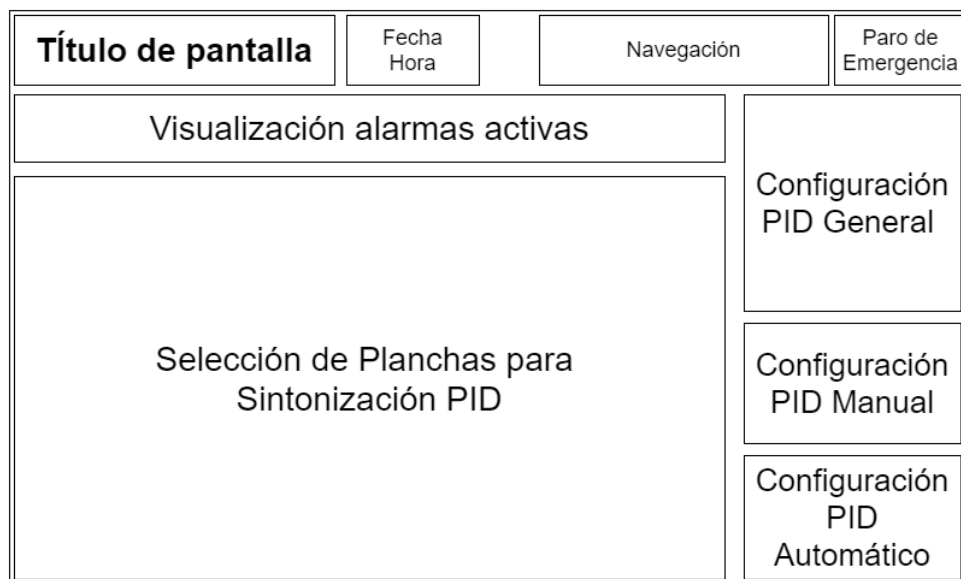 TÍtulo de pantalla
Fecha
Hora
Navegación
Paro de
Emergencia
Visualización alarmas activas
Configuración
PID General
Selección de Planchas para
Sintonización PID
Configuración
PID Manual
Configuración
PID
Automático